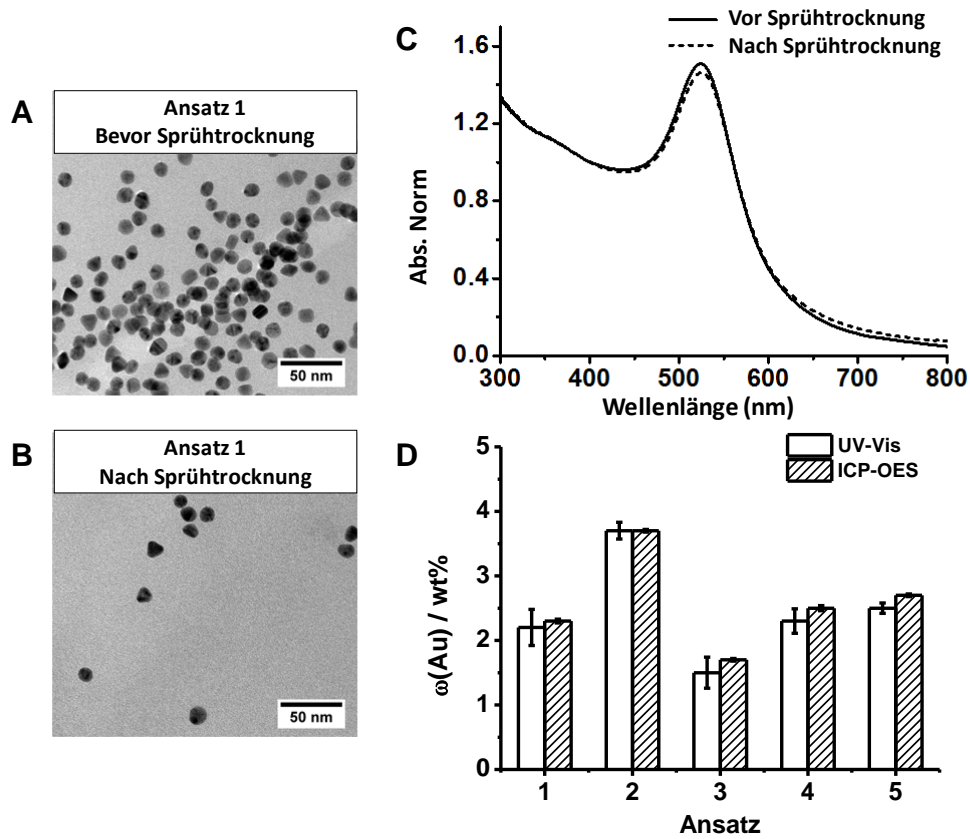 A
Ansatz 1
Bevor Sprühtrocknung
50 nm
B
Ansatz 1
Nach Sprühtrocknung
50 nm
C
Vor Sprühtrocknung
Nach Sprühtrocknung
Abs. Norm
1.6
1.2
0.8
0.4
0.0
300 400 500 600 700 800
Wellenlänge (nm)
D
UV-Vis
ICP-OES
ω(Au) / wt%
5
4
3
2
1
0
1 2 3 4 5
Ansatz